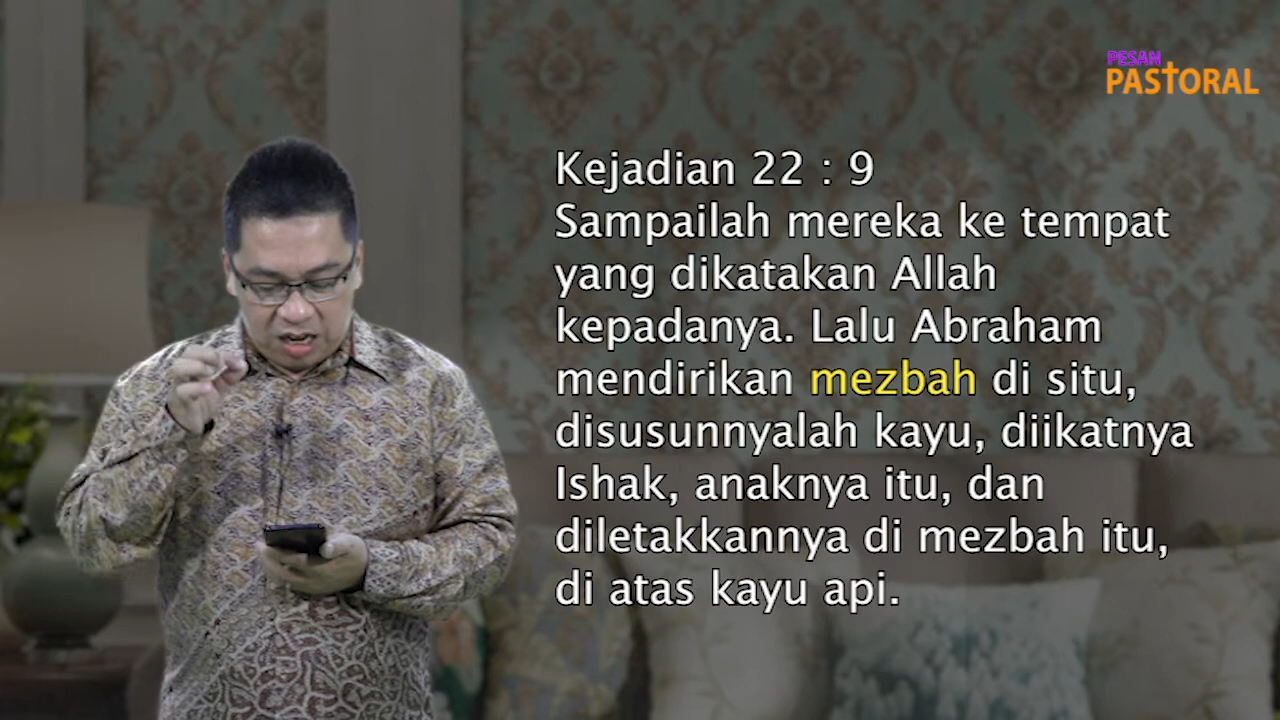 PESAN
PASTORAL
Kejadian 22 : 9
Sampailah mereka ke tempat
yang dikatakan Allah
kepadanya. Lalu Abraham
mendirikan mezbah di situ,
disusunnyalah kayu, diikatnya
Ishak, anaknya itu, dan
diletakkannya di mezbah itu,
di atas kayu api.